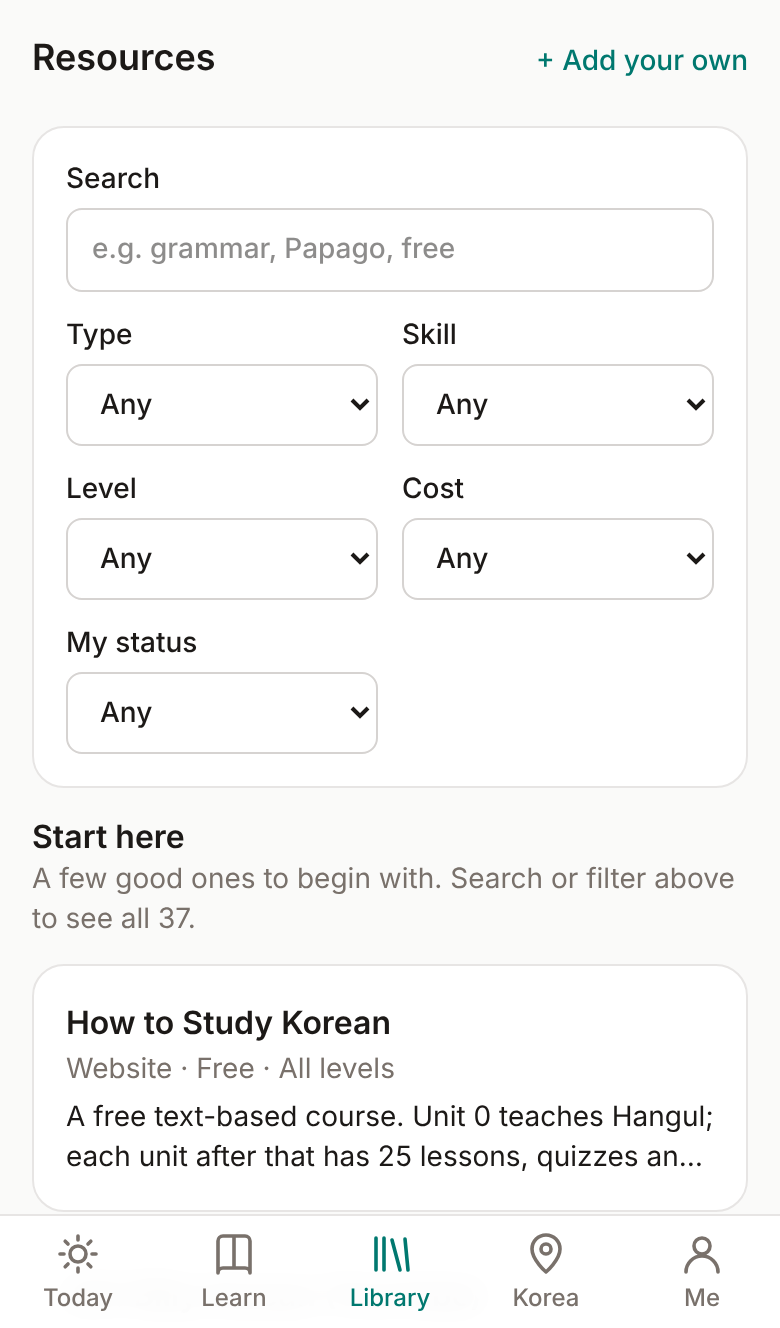 Resources
+ Add your own
Search
e.g. grammar, Papago, free
Type
Skill
Any
Any
Level
Cost
Any
Any
My status
Any
Start here
A few good ones to begin with. Search or filter above
to see all 37.
How to Study Korean
Website · Free · All levels
A free text-based course. Unit 0 teaches Hangul;
each unit after that has 25 lessons, quizzes an...
Today
Learn
Library
Korea
Me